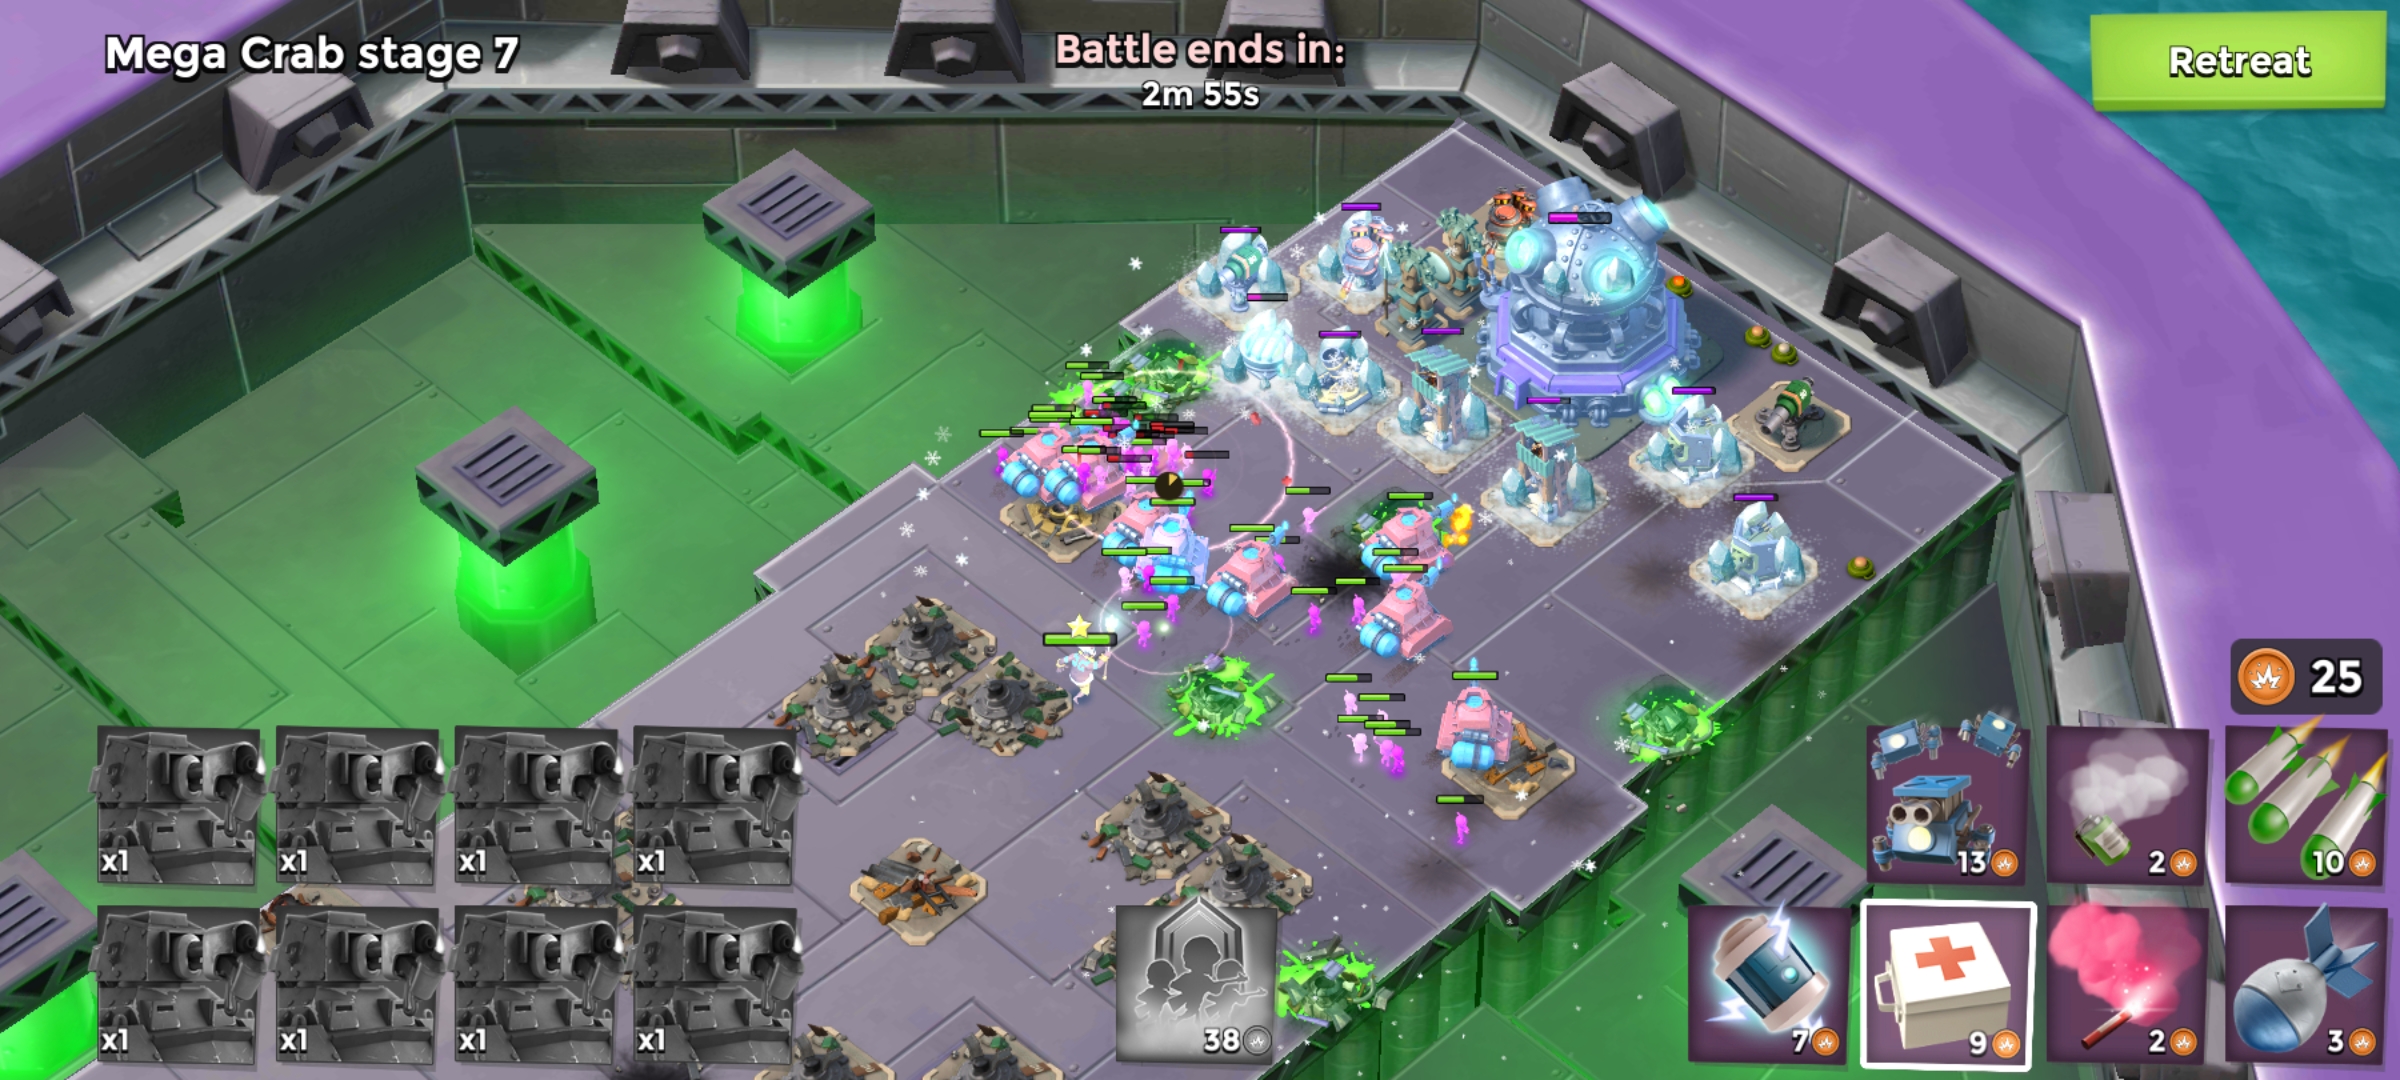 Mega Crab stage 7
Battle ends in:
2m 55s
Retreat
25
13
2
10
x1
x1
x1
x1
x1
x1
x1
x1
38
7
9
2
3